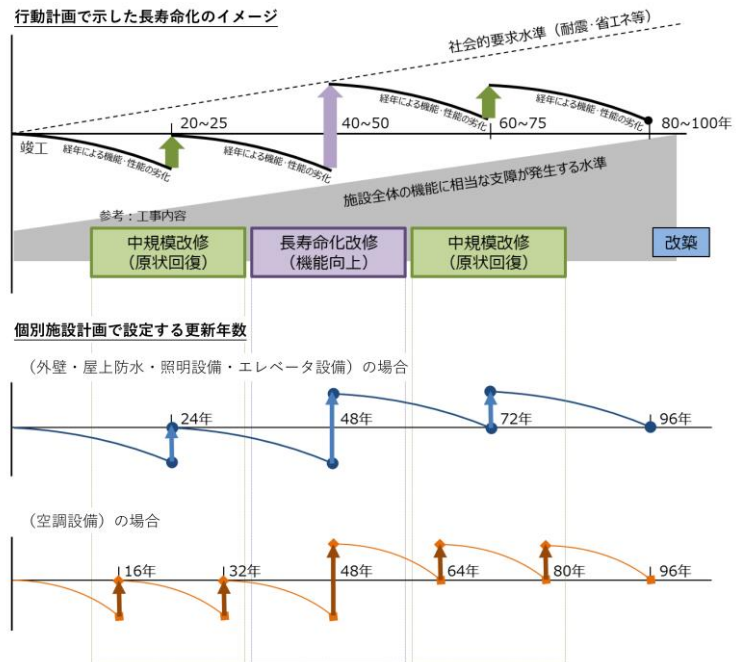 行動計画で示した長寿命化のイメージ
社会的要求水準（耐震・省エネ等）
経年による機能・性能の劣化
経年による機能・性能の劣化
20~25
40~50
60~75
80~100年
竣工
経年による機能・性能の劣化
経年による機能・性能の劣化
施設全体の機能に相当な支障が発生する水準
参考：工事内容
中規模改修
（原状回復）
長寿命化改修
（機能向上）
中規模改修
（原状回復）
改築
個別施設計画で設定する更新年数
（外壁・屋上防水・照明設備・エレベータ設備）の場合
24年
48年
72年
96年
（空調設備）の場合
16年
32年
48年
64年
80年
96年